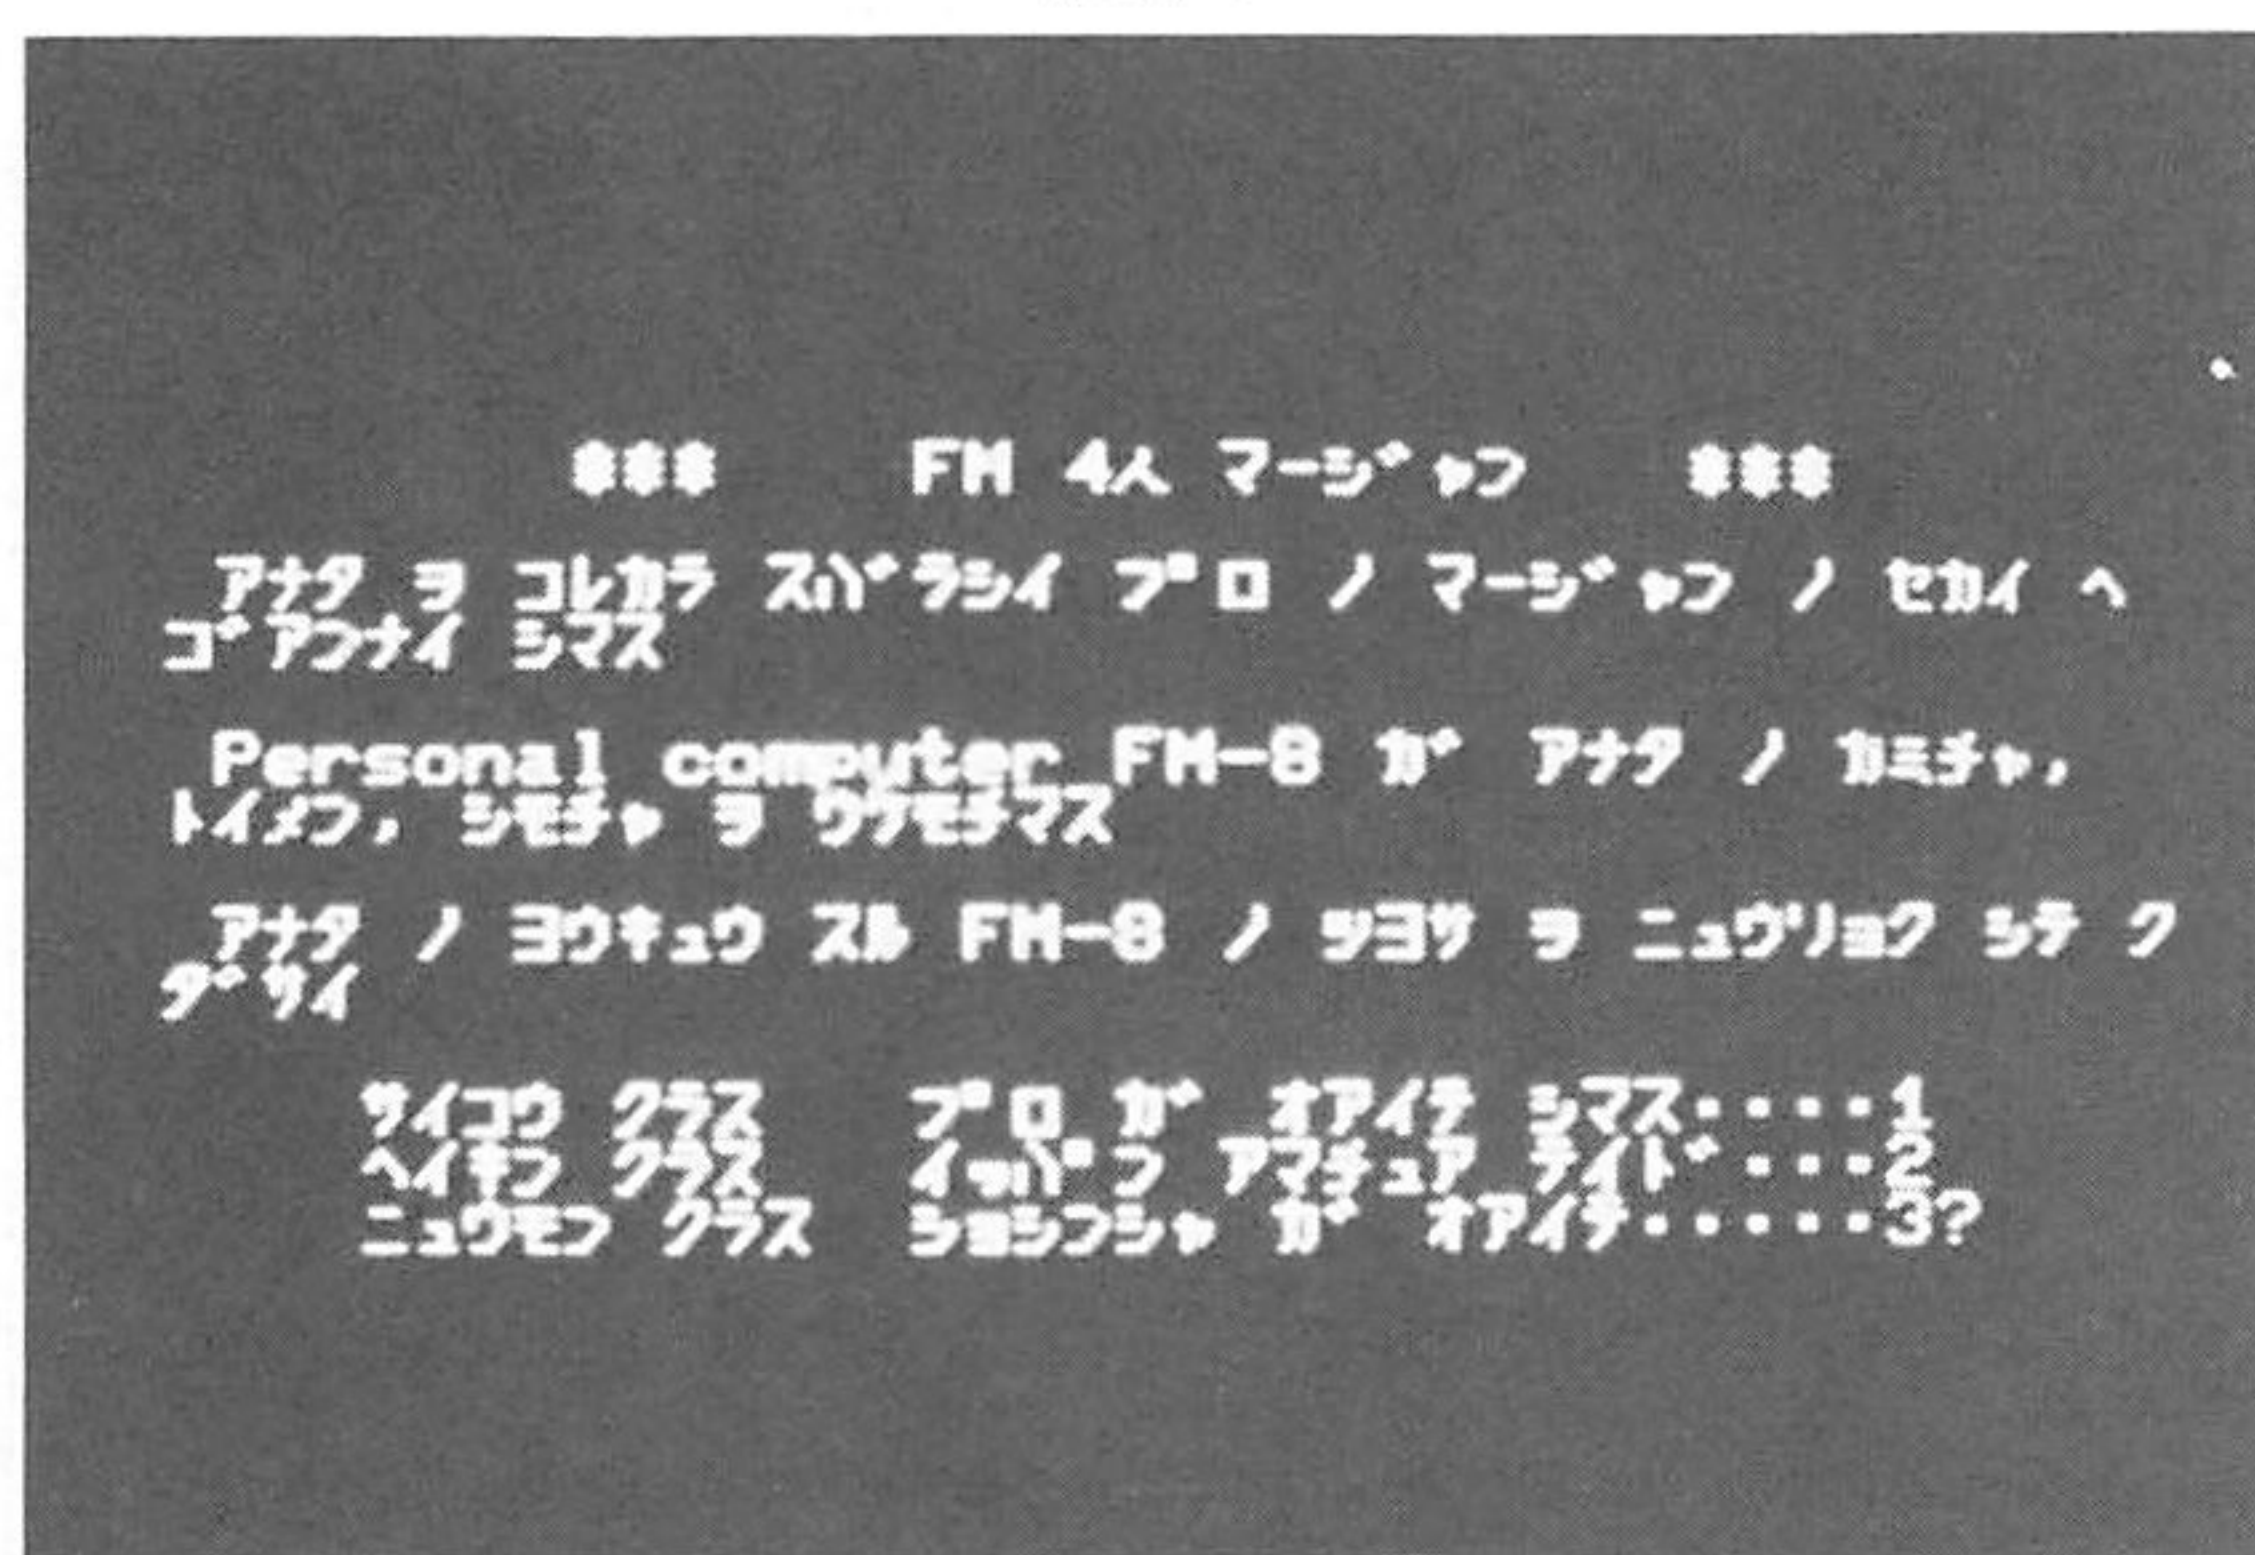 *** FM 4人 マージャン ***
アナタ ヲ コレカラ スバラシイ プロ ノ マージャン ノ セカイ ヘ
ゴアンナイ シマス
Personal computer FM-8 ガ アナタ ノ カミチャ,
トイメン, シモチャ ヲ ウケモチマス
アナタ ノ ヨウキュウ スル FM-8 ノ ツヨサ ヲ ニュウリョク シテ ク
ダサイ
サイコウ クラス プロ ガ オアイテ シマス・・・・1
ヘイキン クラス イッパン アマチュア テイド・・・2
ニュウモン クラス ショシンシャ ガ オアイテ・・・・・3?